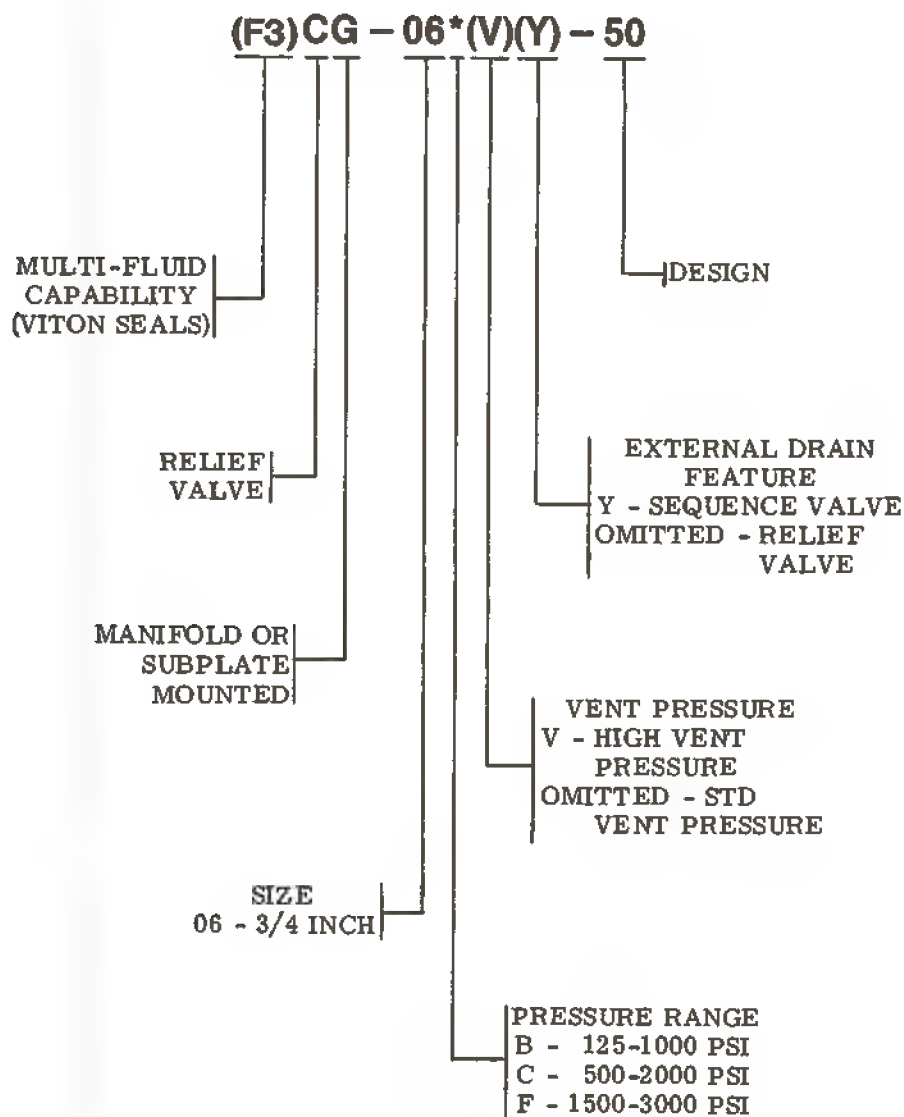 (F3)CG - 06*(V)(Y) - 50
MULTI-FLUID
CAPABILITY
(VITON SEALS)
DESIGN
RELIEF
VALVE
EXTERNAL DRAIN
FEATURE
Y - SEQUENCE VALVE
OMITTED - RELIEF
VALVE
MANIFOLD OR
SUBPLATE
MOUNTED
VENT PRESSURE
V - HIGH VENT
PRESSURE
OMITTED - STD
VENT PRESSURE
SIZE
06 - 3/4 INCH
PRESSURE RANGE
B - 125-1000 PSI
C - 500-2000 PSI
F - 1500-3000 PSI